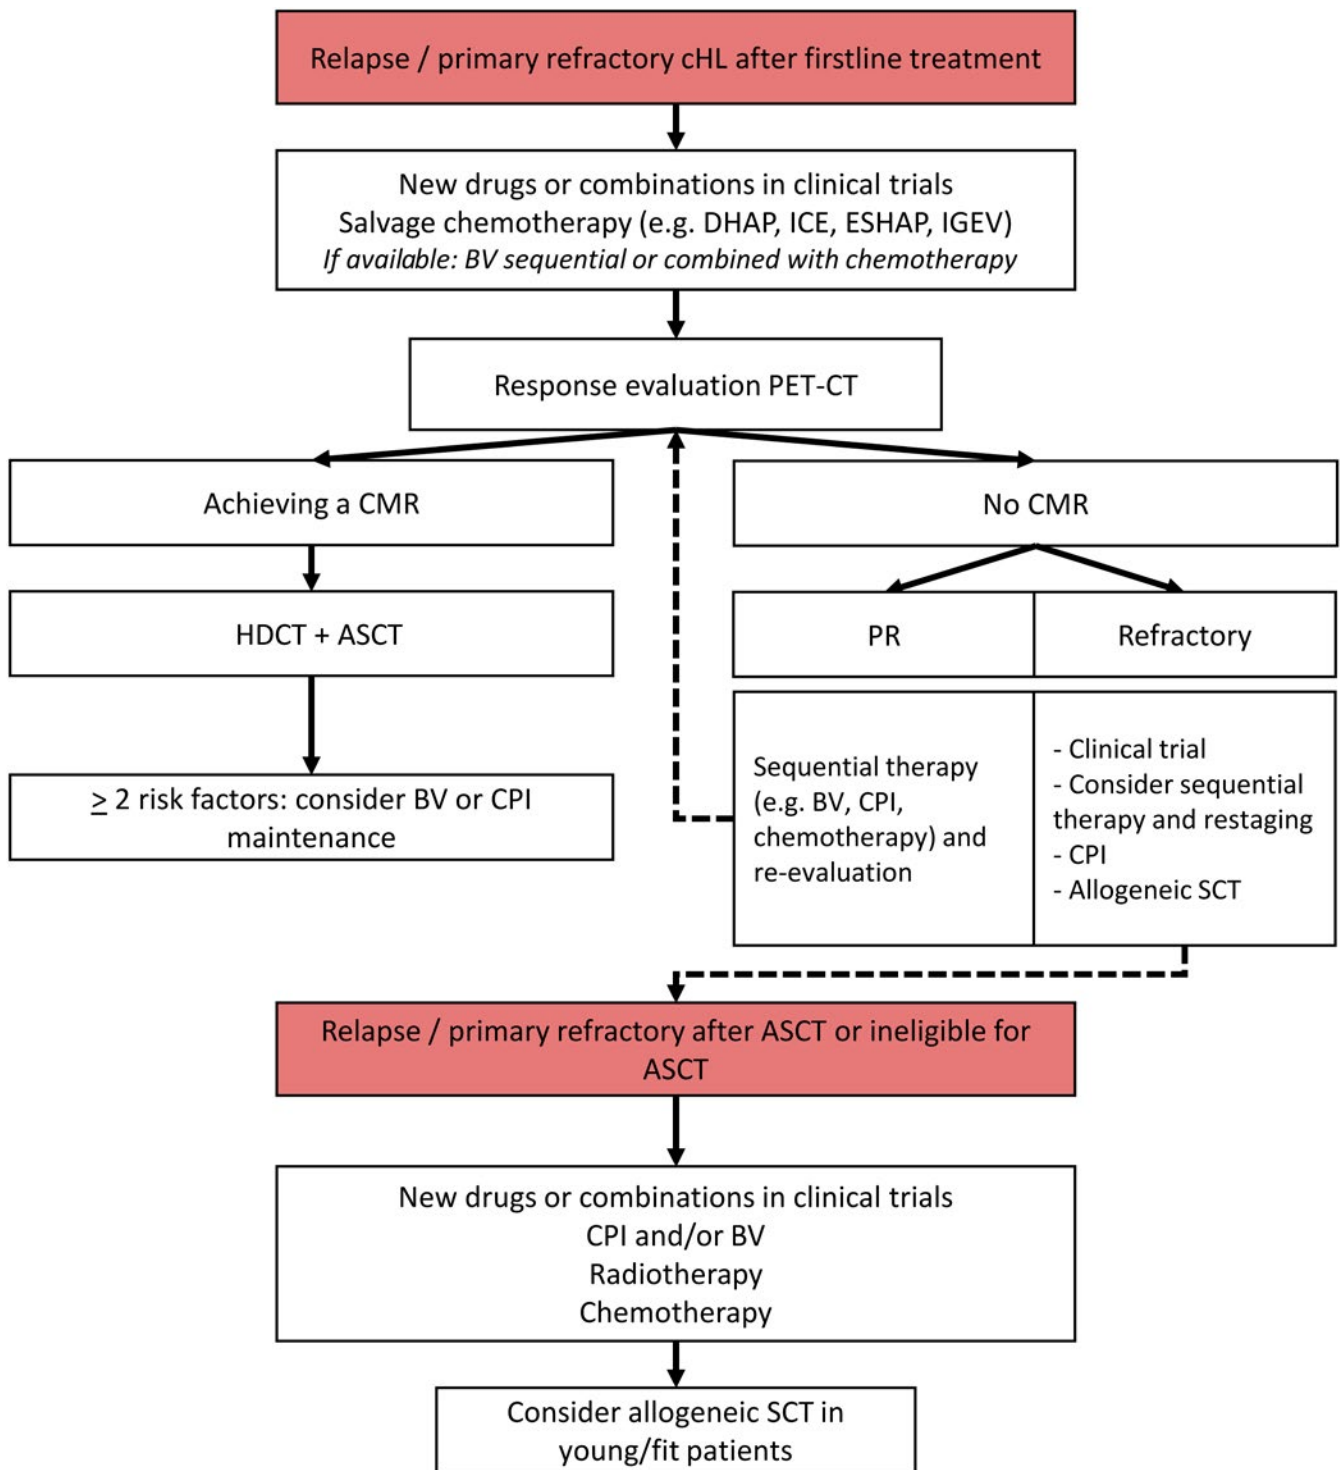 Relapse / primary refractory cHL after firstline treatment
New drugs or combinations in clinical trials
Salvage chemotherapy (e.g. DHAP, ICE, ESHAP, IGEV)
If available: BV sequential or combined with chemotherapy
Response evaluation PET-CT
Achieving a CMR
No CMR
HDCT + ASCT
PR
Refractory
≥ 2 risk factors: consider BV or CPI
maintenance
Sequential therapy
(e.g. BV, CPI,
chemotherapy) and
re-evaluation
- Clinical trial
- Consider sequential
therapy and restaging
- CPI
- Allogeneic SCT
Relapse / primary refractory after ASCT or ineligible for
ASCT
New drugs or combinations in clinical trials
CPI and/or BV
Radiotherapy
Chemotherapy
Consider allogeneic SCT in
young/fit patients